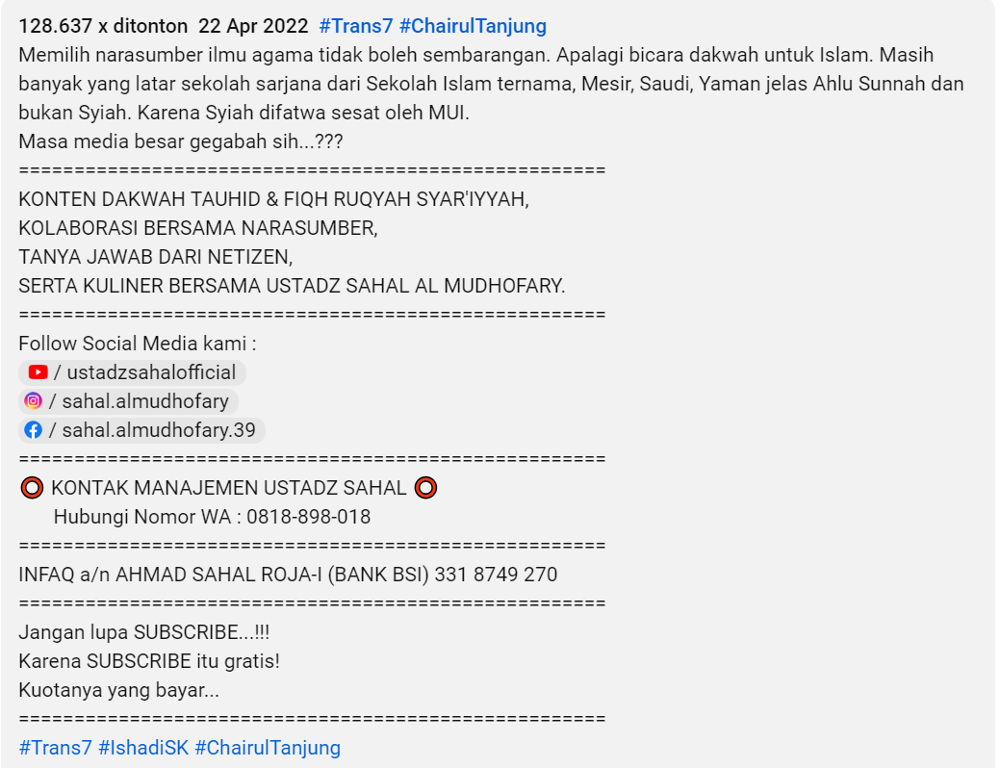 128.637 x ditonton  22 Apr 2022  #Trans7 #ChairulTanjung
Memilih narasumber ilmu agama tidak boleh sembarangan. Apalagi bicara dakwah untuk Islam. Masih
banyak yang latar sekolah sarjana dari Sekolah Islam ternama, Mesir, Saudi, Yaman jelas Ahlu Sunnah dan
bukan Syiah. Karena Syiah difatwa sesat oleh MUI.
Masa media besar gegabah sih...???
=====================================================
KONTEN DAKWAH TAUHID & FIQH RUQYAH SYAR'IYYAH,
KOLABORASI BERSAMA NARASUMBER,
TANYA JAWAB DARI NETIZEN,
SERTA KULINER BERSAMA USTADZ SAHAL AL MUDHOFARY.
=====================================================
Follow Social Media kami :
/ ustadzsahalofficial
/ sahal.almudhofary
/ sahal.almudhofary.39
=====================================================
⭕ KONTAK MANAJEMEN USTADZ SAHAL ⭕
Hubungi Nomor WA : 0818-898-018
=====================================================
INFAQ a/n AHMAD SAHAL ROJA-I (BANK BSI) 331 8749 270
=====================================================
Jangan lupa SUBSCRIBE...!!!
Karena SUBSCRIBE itu gratis!
Kuotanya yang bayar...
=====================================================
#Trans7 #IshadiSK #ChairulTanjung